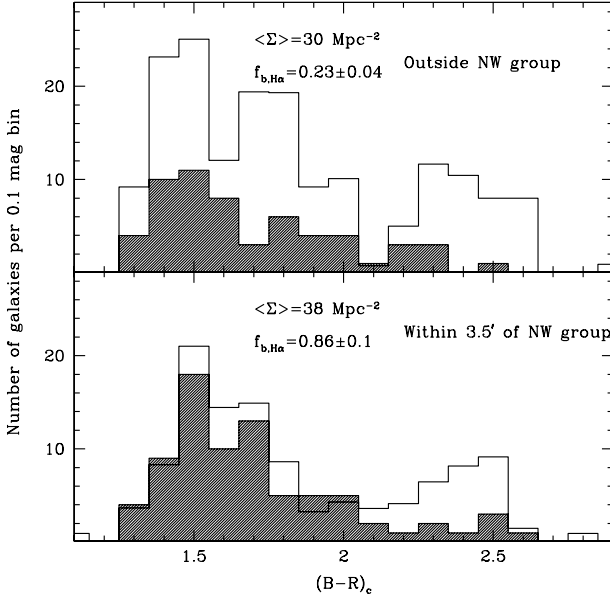 <Σ>=30 Mpc⁻²
f_b,Hα=0.23±0.04
Outside NW group
20
10
<Σ>=38 Mpc⁻²
f_b,Hα=0.86±0.1
Within 3.5′ of NW group
20
10
1.5 2 2.5
(B−R)_c
Number of galaxies per 0.1 mag bin